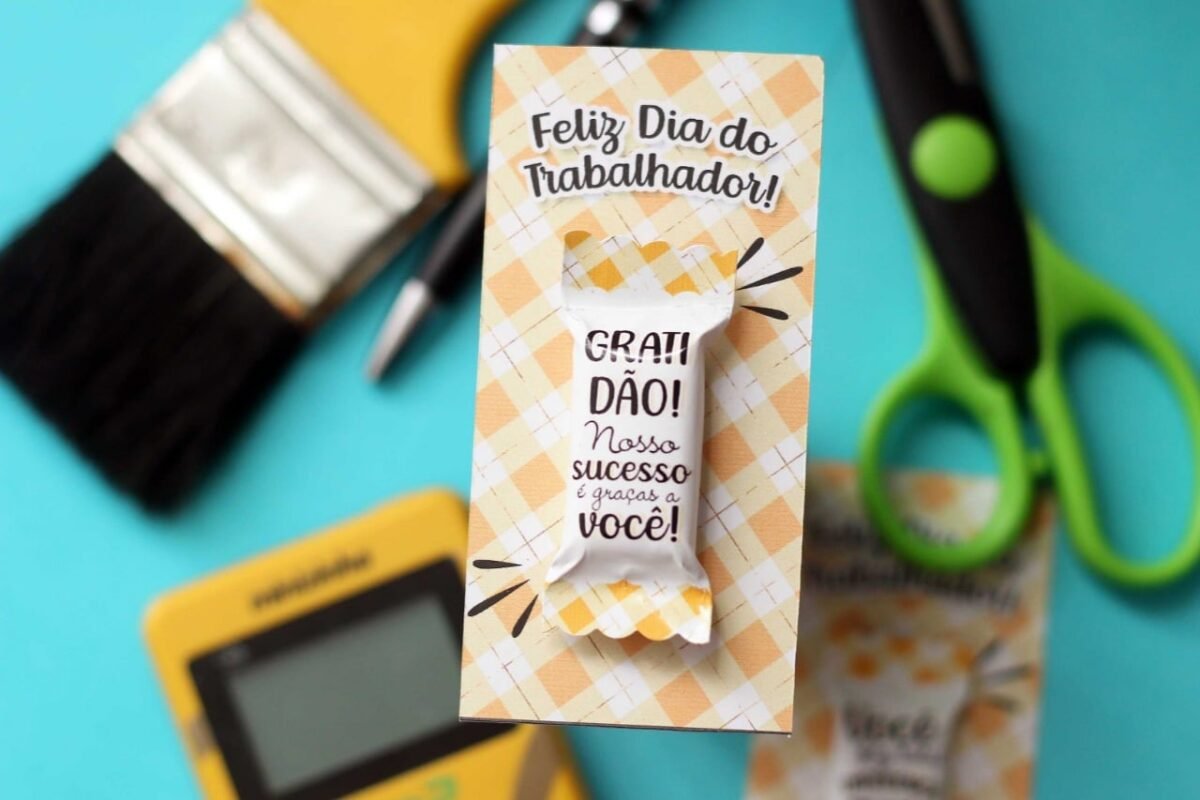 Feliz Dia do
Trabalhador!
GRATI
DÃO!
Nosso
sucesso
é graças a
você!